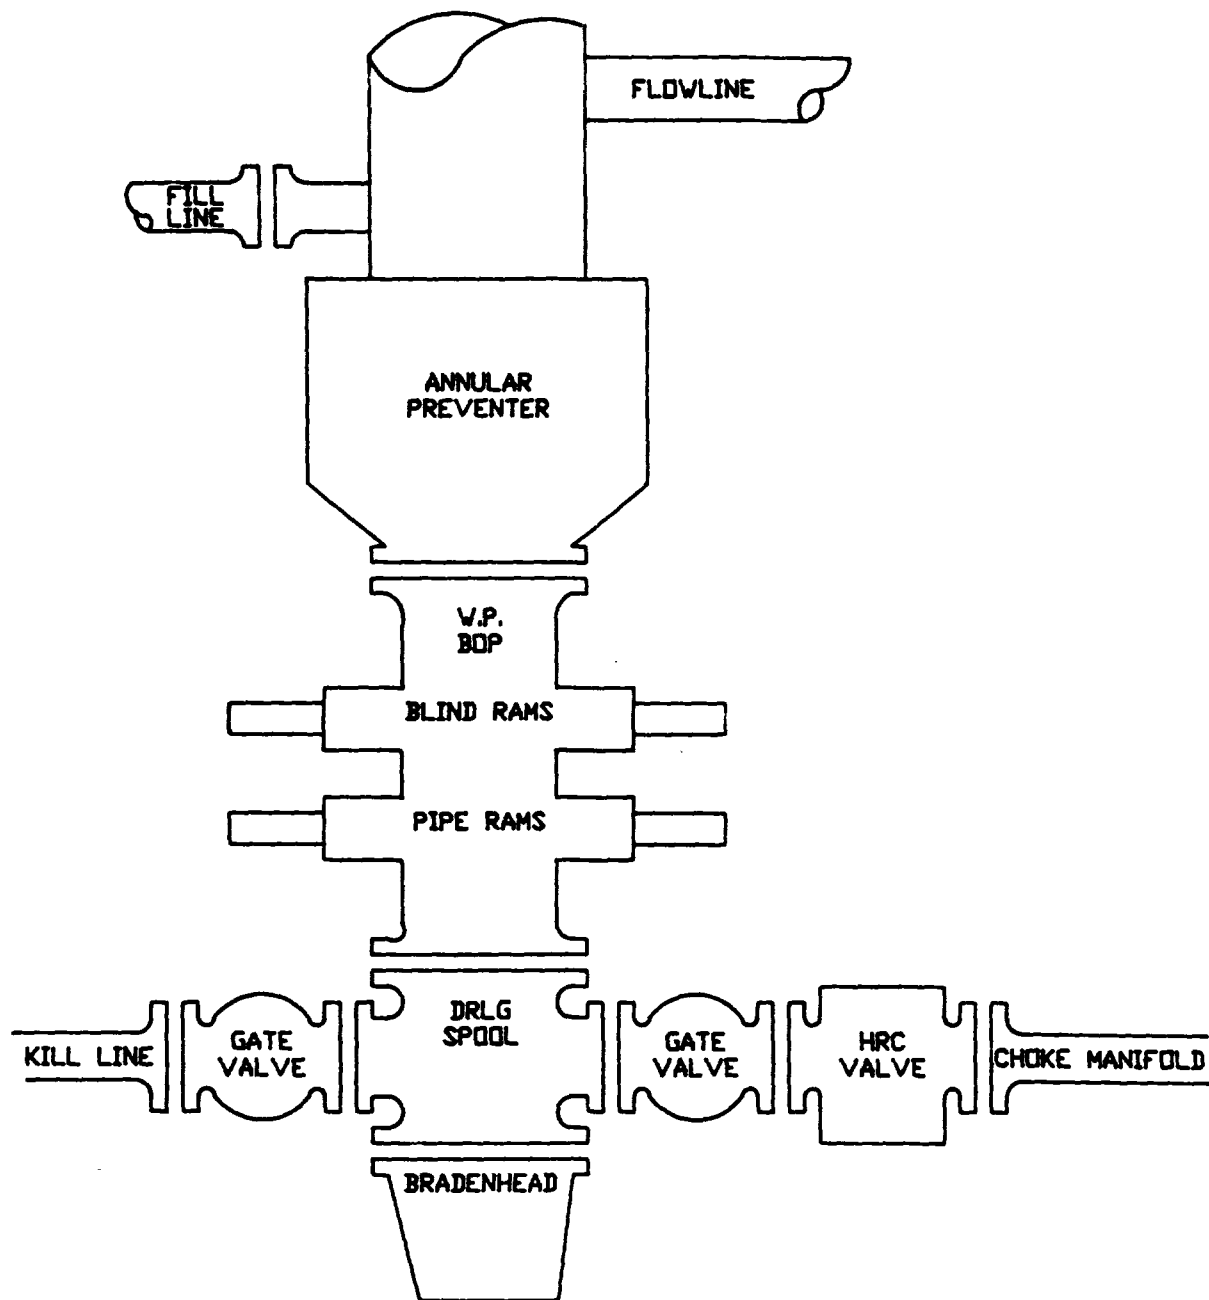 FLOWLINE
FILL
LINE
ANNULAR
PREVENTER
W.P.
BOP
BLIND RAMS
PIPE RAMS
DRLG
SPOOL
KILL LINE
GATE
VALVE
GATE
VALVE
HRC
VALVE
CHOKE MANIFOLD
BRADENHEAD